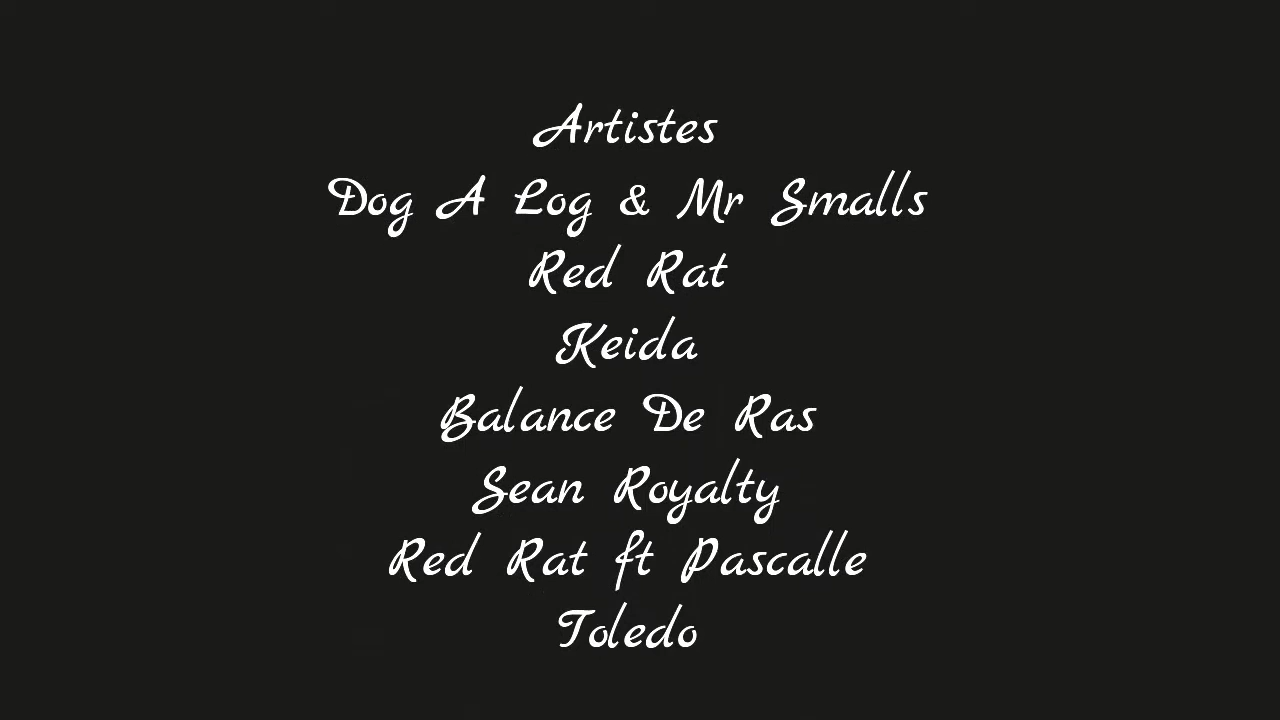 Artistes
Dog A Log & Mr Smalls
Red Rat
Keida
Balance De Ras
Sean Royalty
Red Rat ft Pascalle
Toledo